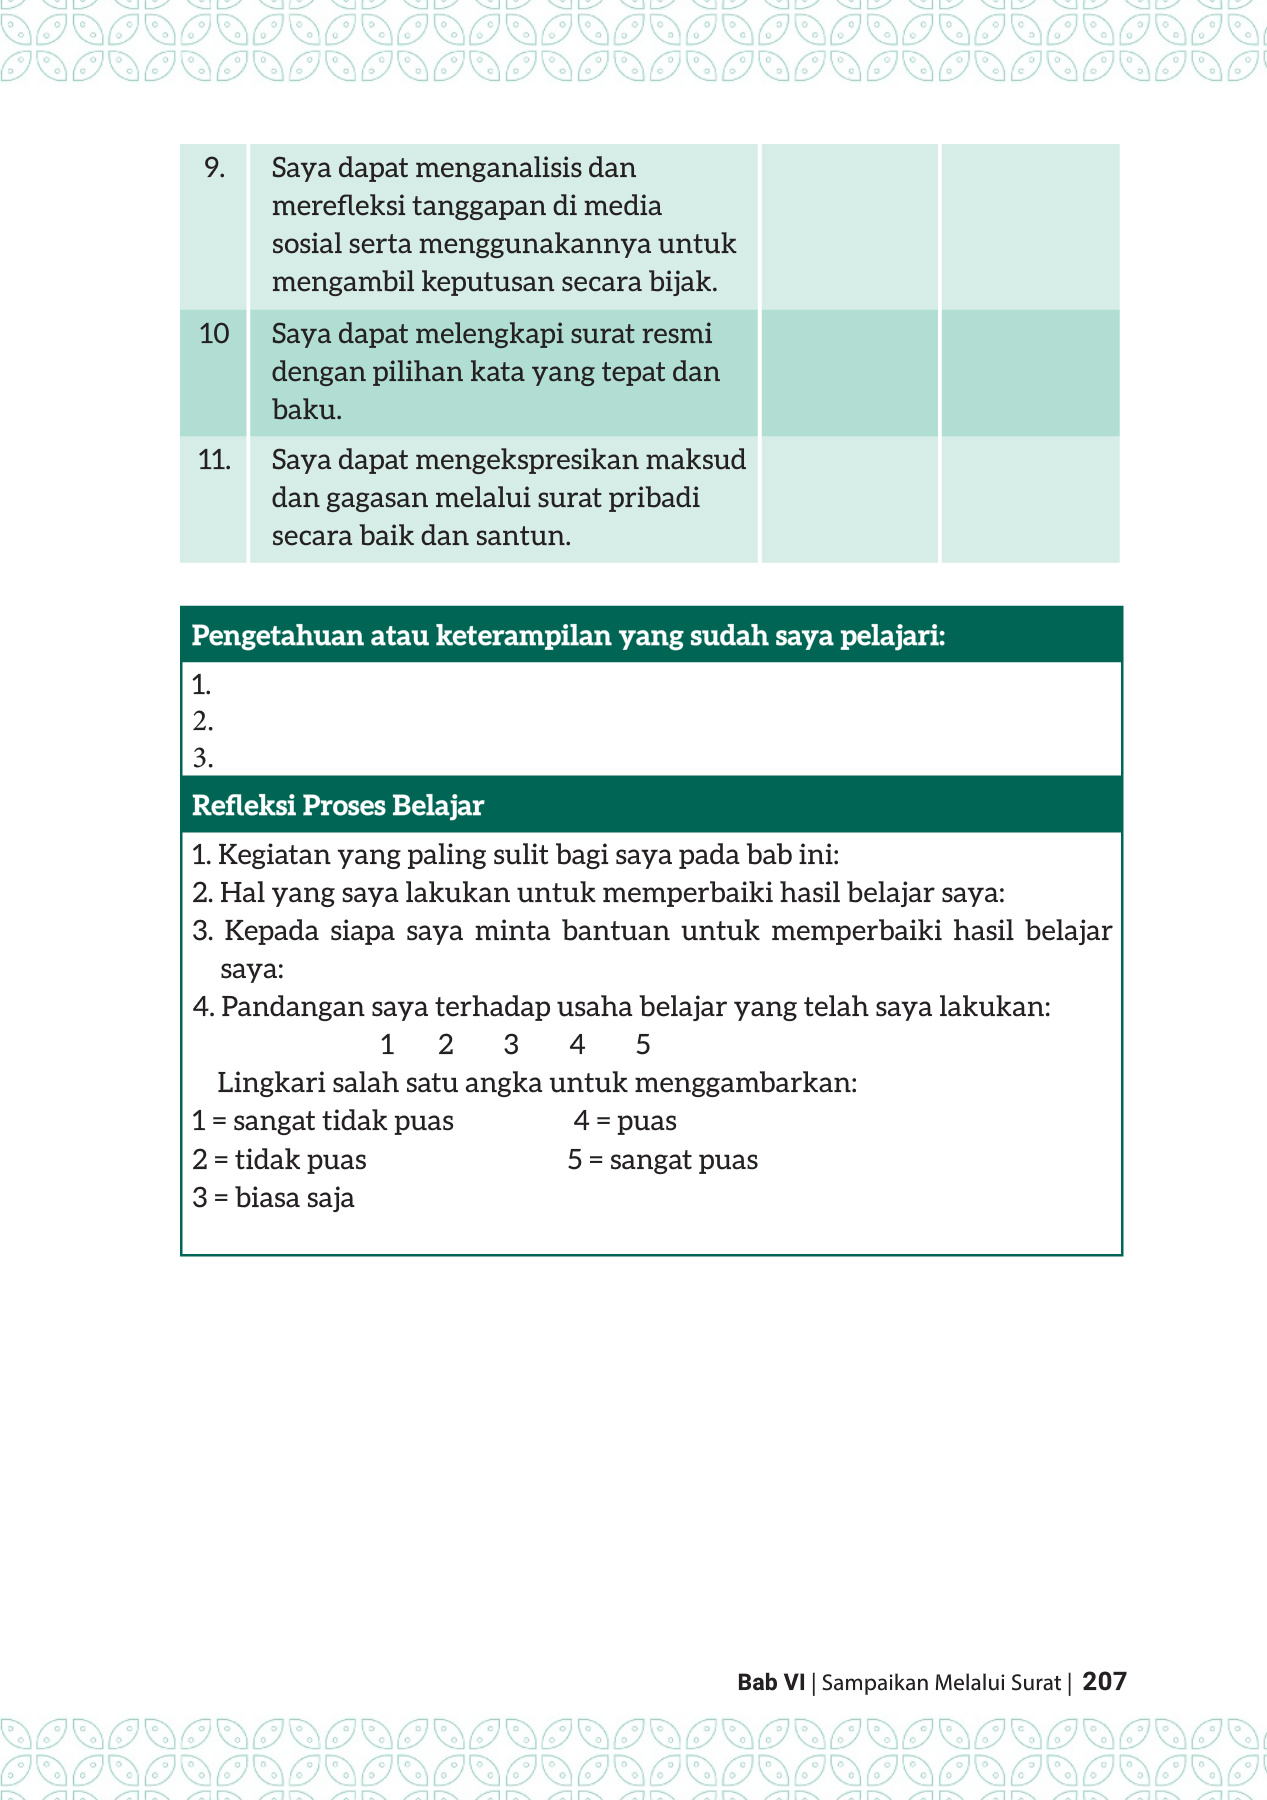 9. Saya dapat menganalisis dan
merefleksi tanggapan di media
sosial serta menggunakannya untuk
mengambil keputusan secara bijak.
10 Saya dapat melengkapi surat resmi
dengan pilihan kata yang tepat dan
baku.
11. Saya dapat mengekspresikan maksud
dan gagasan melalui surat pribadi
secara baik dan santun.
Pengetahuan atau keterampilan yang sudah saya pelajari:
1.
2.
3.
Refleksi Proses Belajar
1. Kegiatan yang paling sulit bagi saya pada bab ini:
2. Hal yang saya lakukan untuk memperbaiki hasil belajar saya:
3. Kepada siapa saya minta bantuan untuk memperbaiki hasil belajar
saya:
4. Pandangan saya terhadap usaha belajar yang telah saya lakukan:
1 2 3 4 5
Lingkari salah satu angka untuk menggambarkan:
1 = sangat tidak puas 4 = puas
2 = tidak puas 5 = sangat puas
3 = biasa saja
Bab VI | Sampaikan Melalui Surat | 207